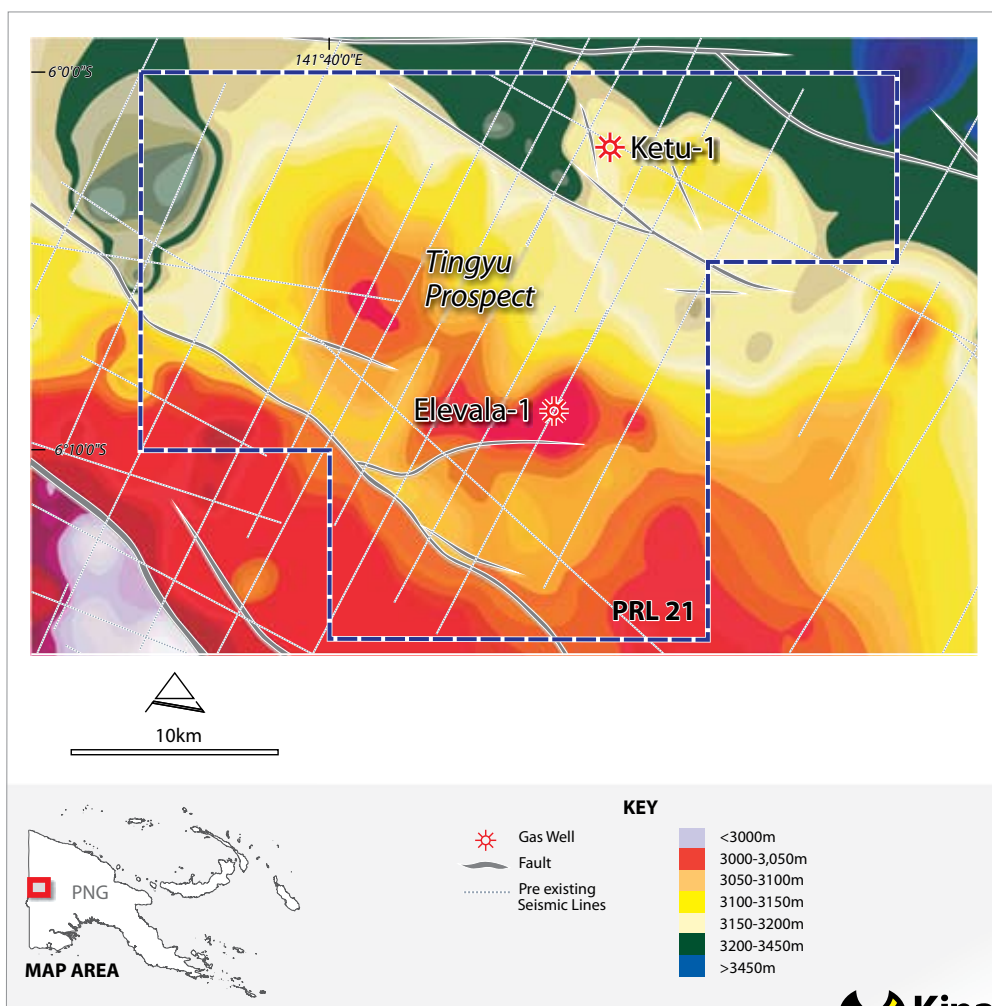 141°40'0"E
6°0'0"S
Ketu-1
Tingyu
Prospect
Elevala-1
6°10'0"S
PRL 21
10km
KEY
Gas Well
Fault
Pre existing
Seismic Lines
<3000m
3000-3,050m
3050-3100m
3100-3150m
3150-3200m
3200-3450m
>3450m
PNG
MAP AREA